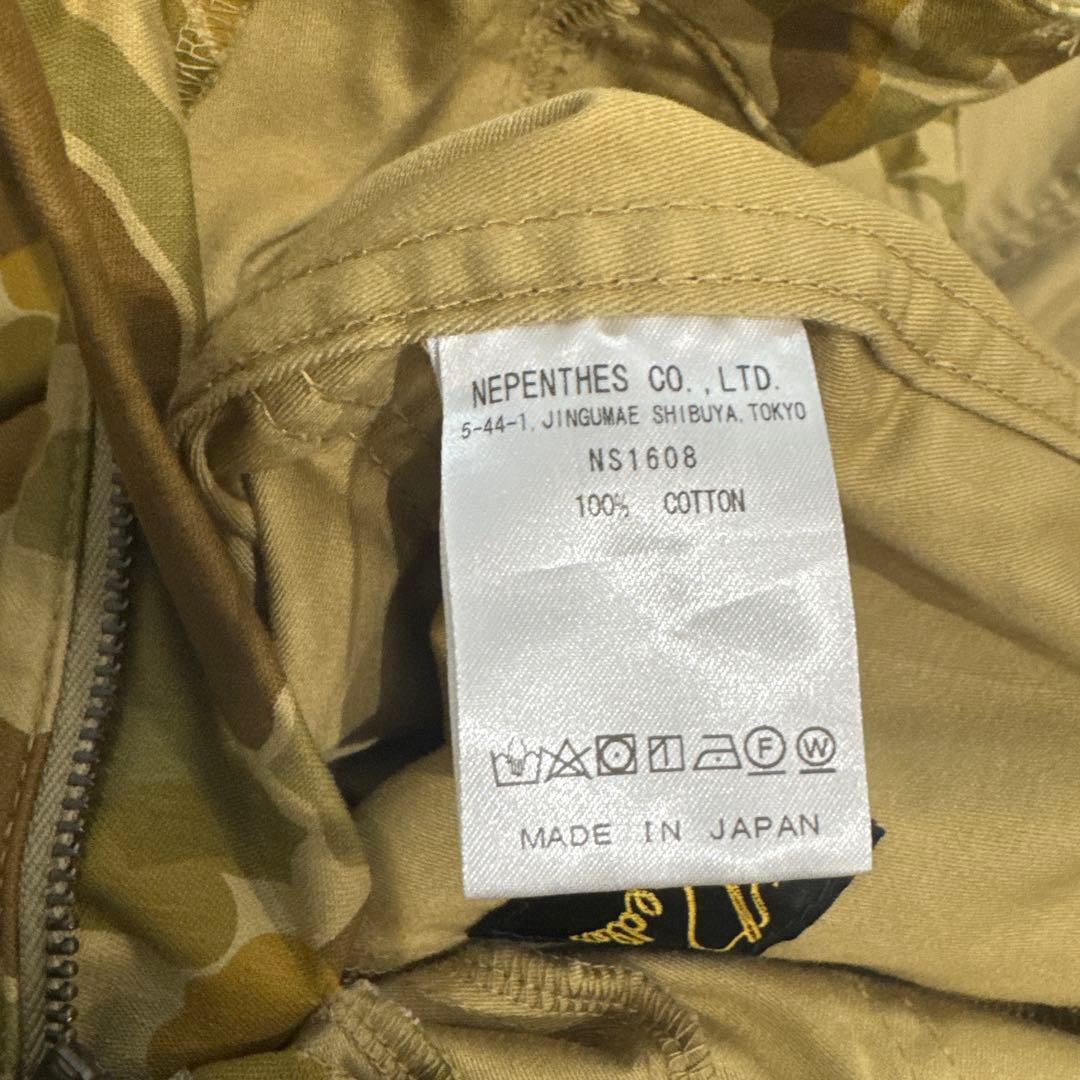 NEPENTHES CO.,LTD.
5-44-1, JINGUMAE SHIBUYA, TOKYO
NS1608
100% COTTON
F W
MADE IN JAPAN